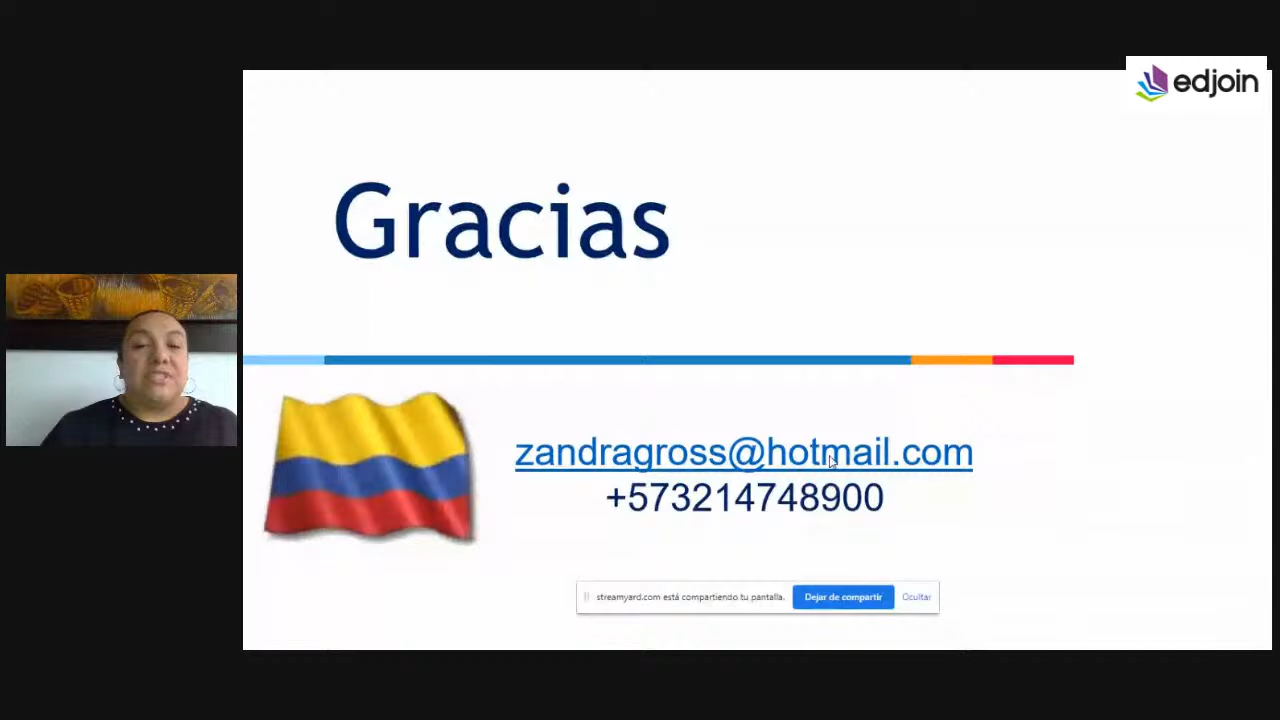 edjoin
Gracias
zandragross@hotmail.com
+573214748900
streamyard.com está compartiendo tu pantalla. Dejar de compartir Ocultar